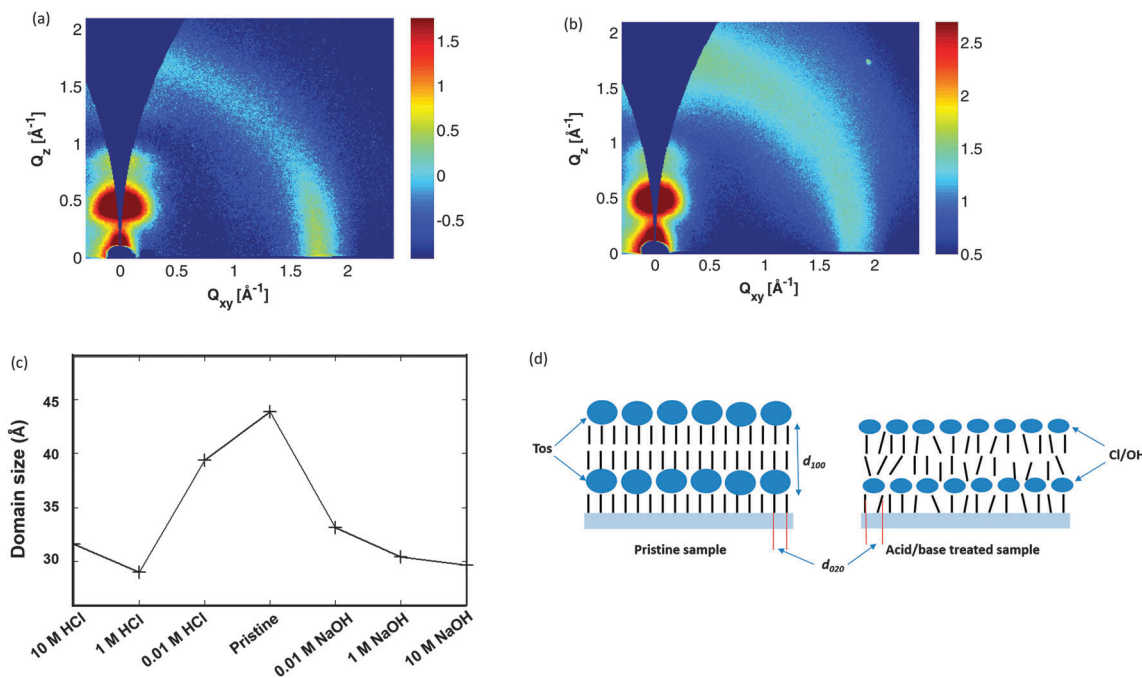 (a)
2
1.5
1
0.5
0
Q_z [Å⁻¹]
0 0.5 1 1.5 2
Q_xy [Å⁻¹]
1.5
1
0.5
0
-0.5
(b)
2
1.5
1
0.5
0
Q_z [Å⁻¹]
0 0.5 1 1.5 2
Q_xy [Å⁻¹]
2.5
2
1.5
1
0.5
(c)
Domain size (Å)
45
40
35
30
10 M HCl
1 M HCl
0.01 M HCl
Pristine
0.01 M NaOH
1 M NaOH
10 M NaOH
(d)
Tos
d₁₀₀
Cl/OH
Pristine sample
d₀₂₀
Acid/base treated sample